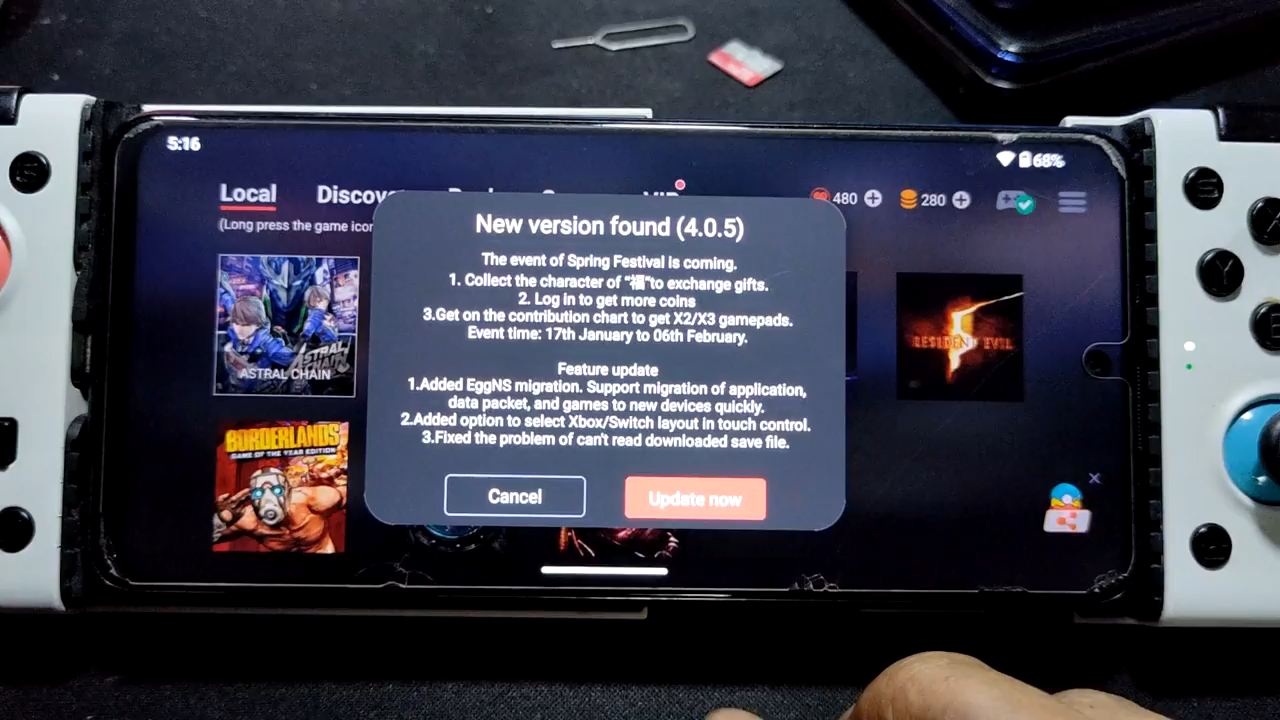 5:16
68%
Local
Discov
480
280
(Long press the game icon
New version found (4.0.5)
The event of Spring Festival is coming.
1. Collect the character of "福"to exchange gifts.
2. Log in to get more coins
3.Get on the contribution chart to get X2/X3 gamepads.
Event time: 17th January to 06th February.
Feature update
1.Added EggNS migration. Support migration of application,
data packet, and games to new devices quickly.
2.Added option to select Xbox/Switch layout in touch control.
3.Fixed the problem of can't read downloaded save file.
Cancel
Update now
ASTRAL
CHAIN
ASTRAL CHAIN
RESIDENT EVIL
5
BORDERLANDS
GAME OF THE YEAR EDITION
S
X
Y